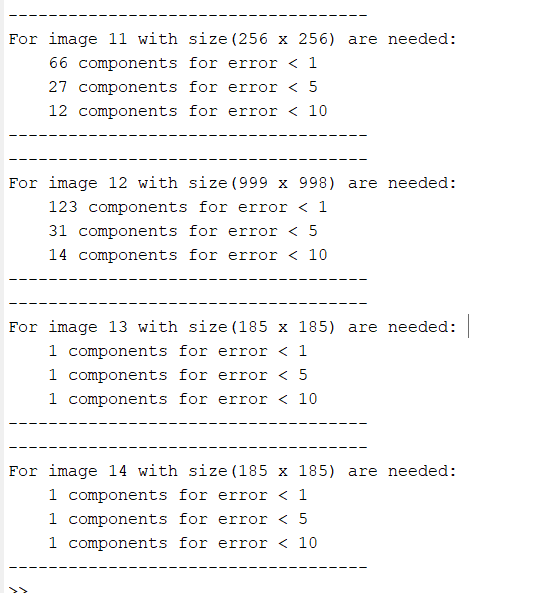 ------------------------------------
For image 11 with size(256 x 256) are needed:
    66 components for error < 1
    27 components for error < 5
    12 components for error < 10
------------------------------------
------------------------------------
For image 12 with size(999 x 998) are needed:
    123 components for error < 1
    31 components for error < 5
    14 components for error < 10
------------------------------------
------------------------------------
For image 13 with size(185 x 185) are needed:
    1 components for error < 1
    1 components for error < 5
    1 components for error < 10
------------------------------------
------------------------------------
For image 14 with size(185 x 185) are needed:
    1 components for error < 1
    1 components for error < 5
    1 components for error < 10
------------------------------------
>>